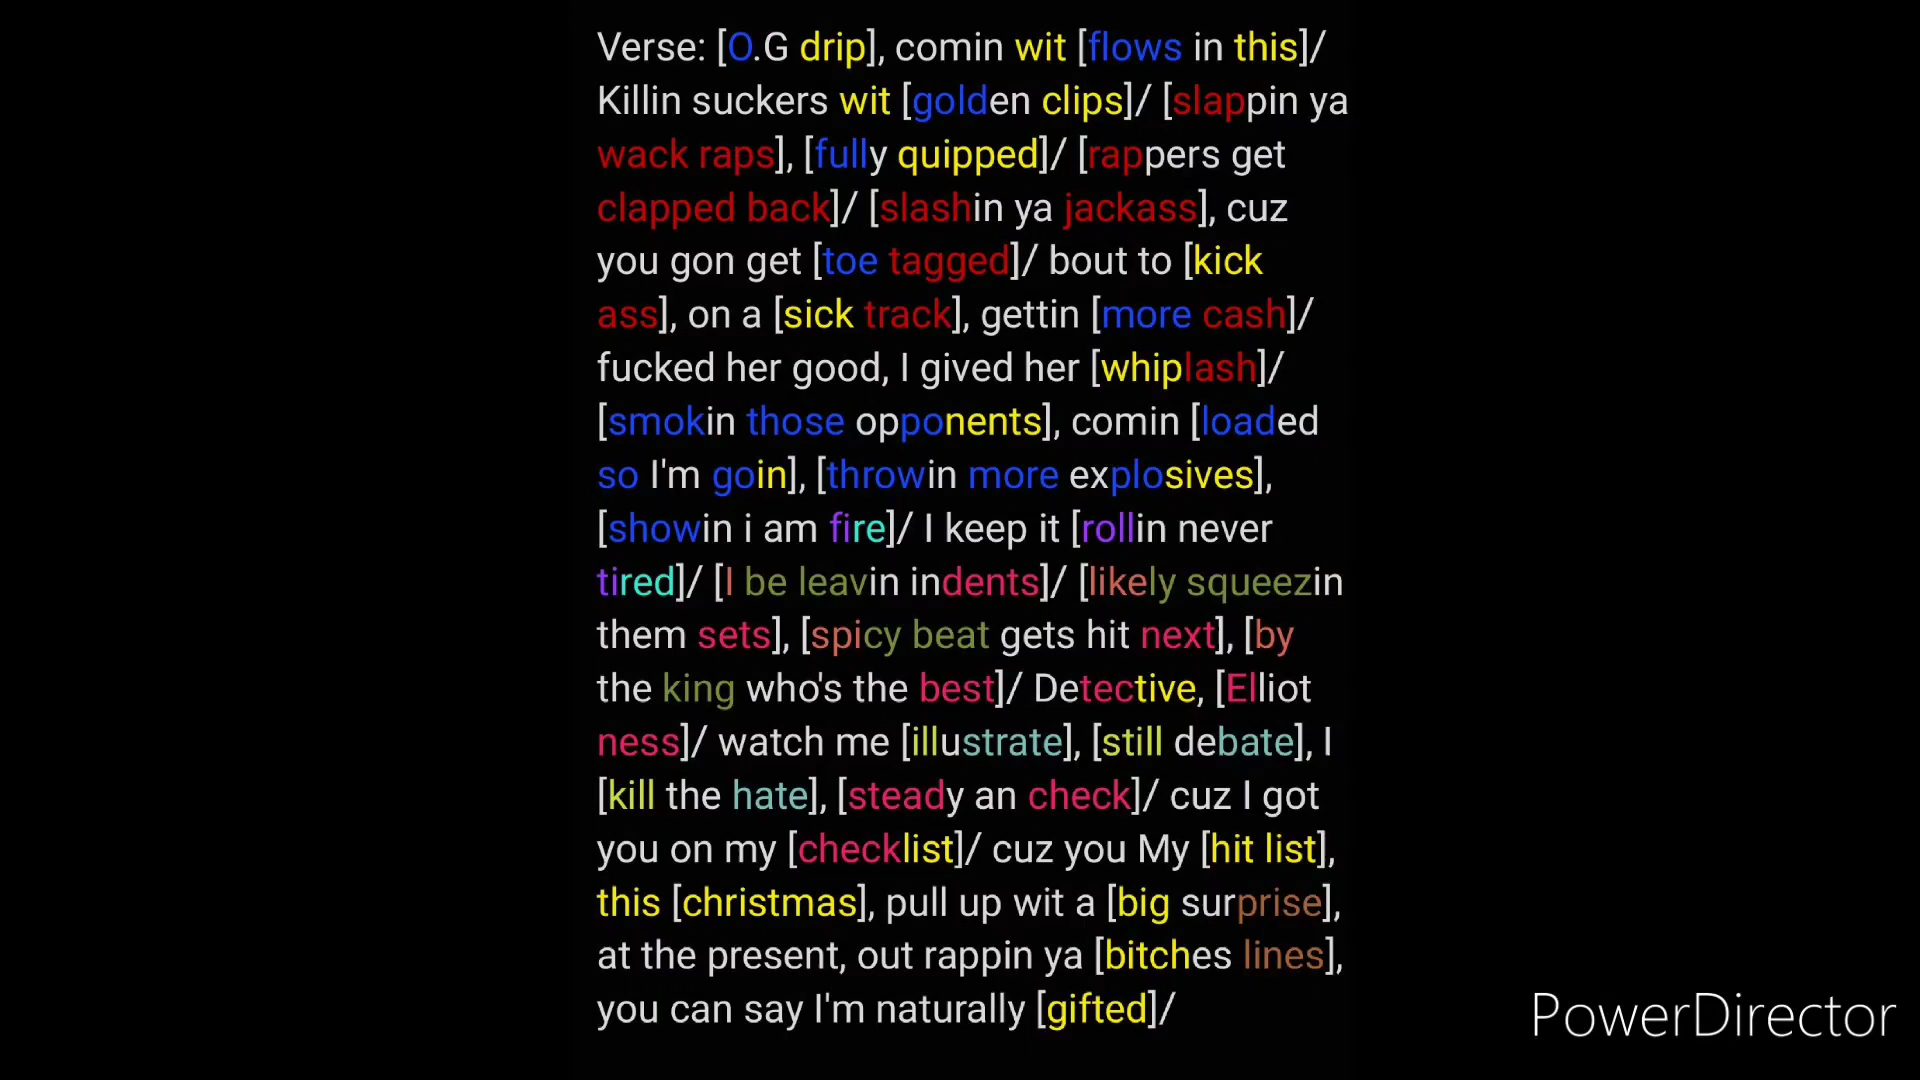 Verse: [O.G drip], comin wit [flows in this]/
Killin suckers wit [golden clips]/ [slappin ya
wack raps], [fully quipped]/ [rappers get
clapped back]/ [slashin ya jackass], cuz
you gon get [toe tagged]/ bout to [kick
ass], on a [sick track], gettin [more cash]/
fucked her good, I gived her [whiplash]/
[smokin those opponents], comin [loaded
so I'm goin], [throwin more explosives],
[showin i am fire]/ I keep it [rollin never
tired]/ [I be leavin indents]/ [likely squeezin
them sets], [spicy beat gets hit next], [by
the king who's the best]/ Detective, [Elliot
ness]/ watch me [illustrate], [still debate], I
[kill the hate], [steady an check]/ cuz I got
you on my [checklist]/ cuz you My [hit list],
this [christmas], pull up wit a [big surprise],
at the present, out rappin ya [bitches lines],
you can say I'm naturally [gifted]/
PowerDirector